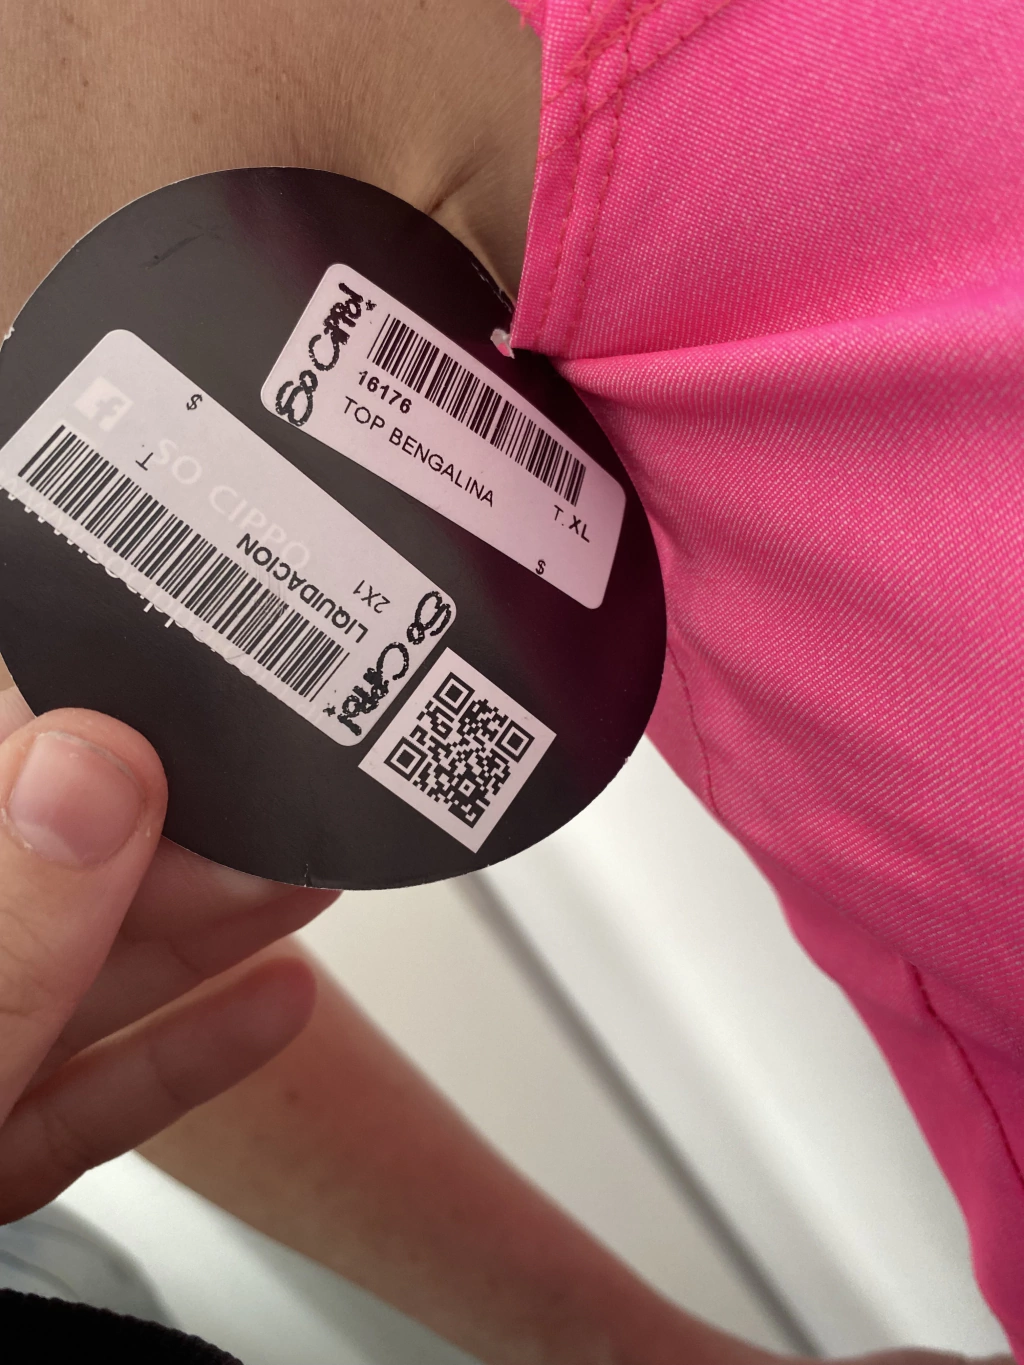 So Cippo!
16176
TOP BENGALINA
T. XL
$
$
T
SO CIPPO
LIQUIDACION
2X1
So Cippo!